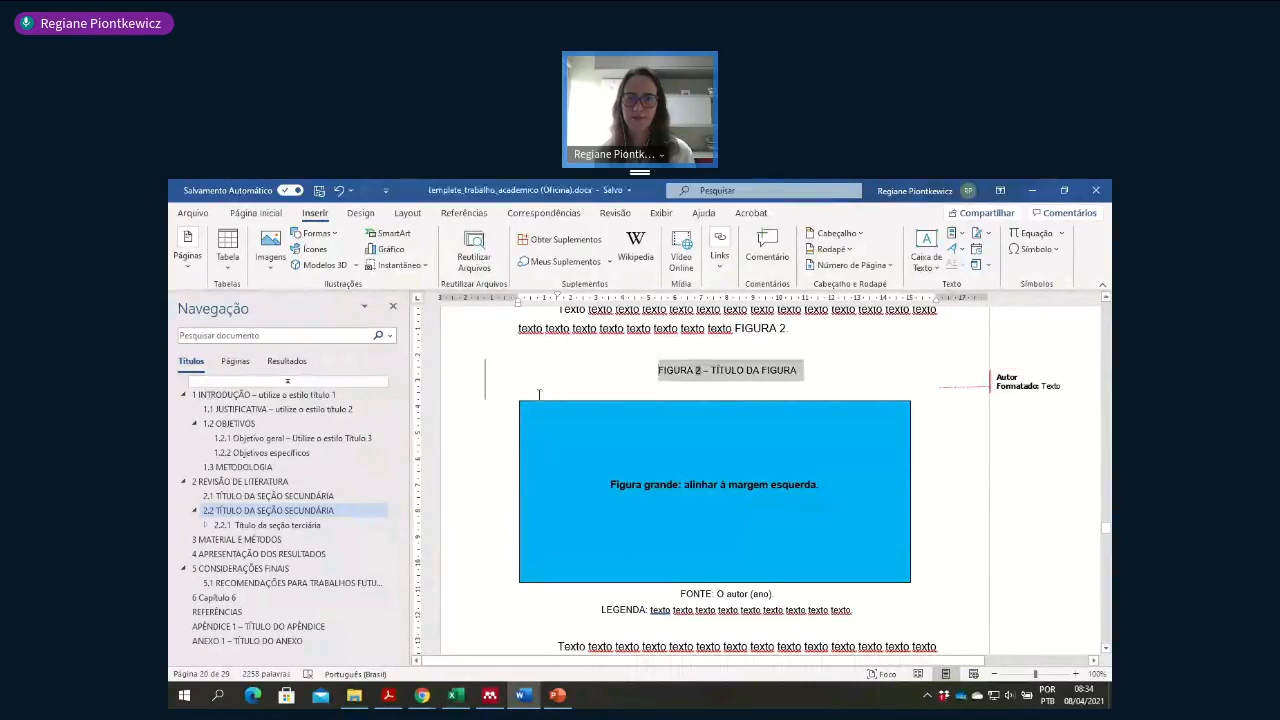 Regiane Piontkewicz
Regiane Piontk...
Salvamento Automático
template_trabalho_academico (Oficina).docx - Salvo
Pesquisar
Regiane Piontkewicz RP
Arquivo Página Inicial Inserir Design Layout Referências Correspondências Revisão Exibir Ajuda Acrobat
Compartilhar Comentários
Páginas
Tabela
Imagens
Formas
Ícones
Modelos 3D
SmartArt
Gráfico
Instantâneo
Reutilizar
Arquivos
Obter Suplementos
Meus Suplementos
Wikipedia
Vídeo
Online
Links
Comentário
Cabeçalho
Rodapé
Número de Página
Caixa de
Texto
Equação
Símbolo
Tabelas Ilustrações Reutilizar Arquivos Suplementos Mídia Comentários Cabeçalho e Rodapé Texto Símbolos
Navegação
Pesquisar documento
Títulos Páginas Resultados
1 INTRODUÇÃO – utilize o estilo título 1
1.1 JUSTIFICATIVA – utilize o estilo título 2
1.2 OBJETIVOS
1.2.1 Objetivo geral – Utilize o estilo Título 3
1.2.2 Objetivos específicos
1.3 METODOLOGIA
2 REVISÃO DE LITERATURA
2.1 TÍTULO DA SEÇÃO SECUNDÁRIA
2.2 TÍTULO DA SEÇÃO SECUNDÁRIA
2.2.1 Título da seção terciária
3 MATERIAL E MÉTODOS
4 APRESENTAÇÃO DOS RESULTADOS
5 CONSIDERAÇÕES FINAIS
5.1 RECOMENDAÇÕES PARA TRABALHOS FUTU...
6 Capítulo 6
REFERÊNCIAS
APÊNDICE 1 – TÍTULO DO APÊNDICE
ANEXO 1 – TÍTULO DO ANEXO
Texto texto texto texto texto texto texto texto texto texto texto texto
texto texto texto texto texto texto texto texto FIGURA 2.
FIGURA 2 – TÍTULO DA FIGURA
Autor
Formatado: Texto
Figura grande: alinhar à margem esquerda.
FONTE: O autor (ano).
LEGENDA: texto texto texto texto texto texto texto texto texto.
Texto texto texto texto texto texto texto texto texto texto texto texto
Página 20 de 29 2258 palavras Português (Brasil) Foco 100%
POR
PTB
08:34
08/04/2021